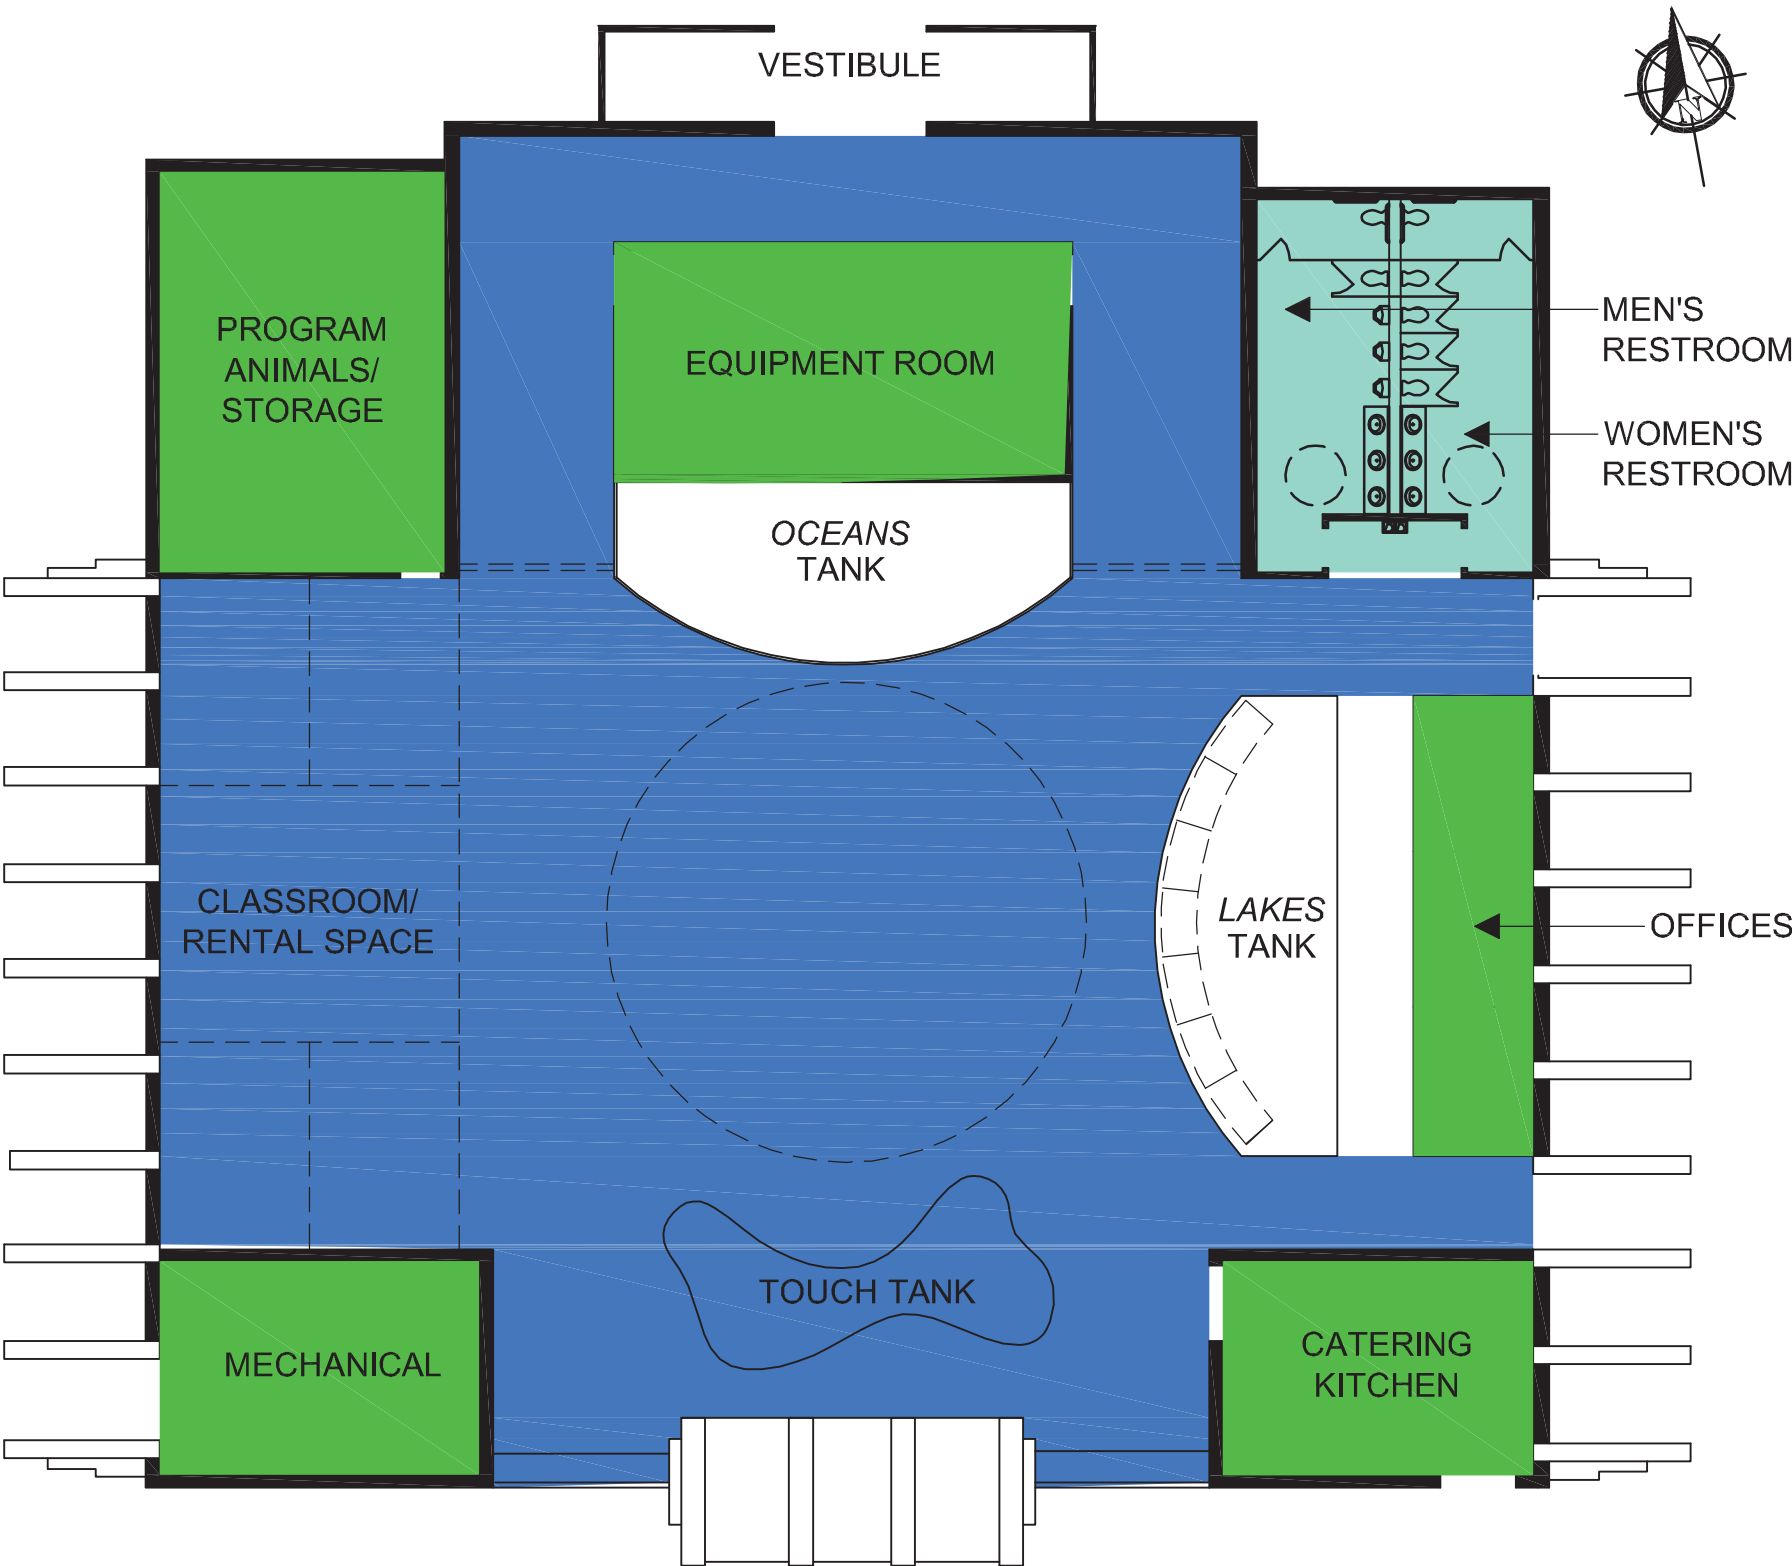 VESTIBULE
N
PROGRAM
ANIMALS/
STORAGE
EQUIPMENT ROOM
MEN'S
RESTROOM
WOMEN'S
RESTROOM
OCEANS
TANK
CLASSROOM/
RENTAL SPACE
LAKES
TANK
OFFICES
TOUCH TANK
MECHANICAL
CATERING
KITCHEN